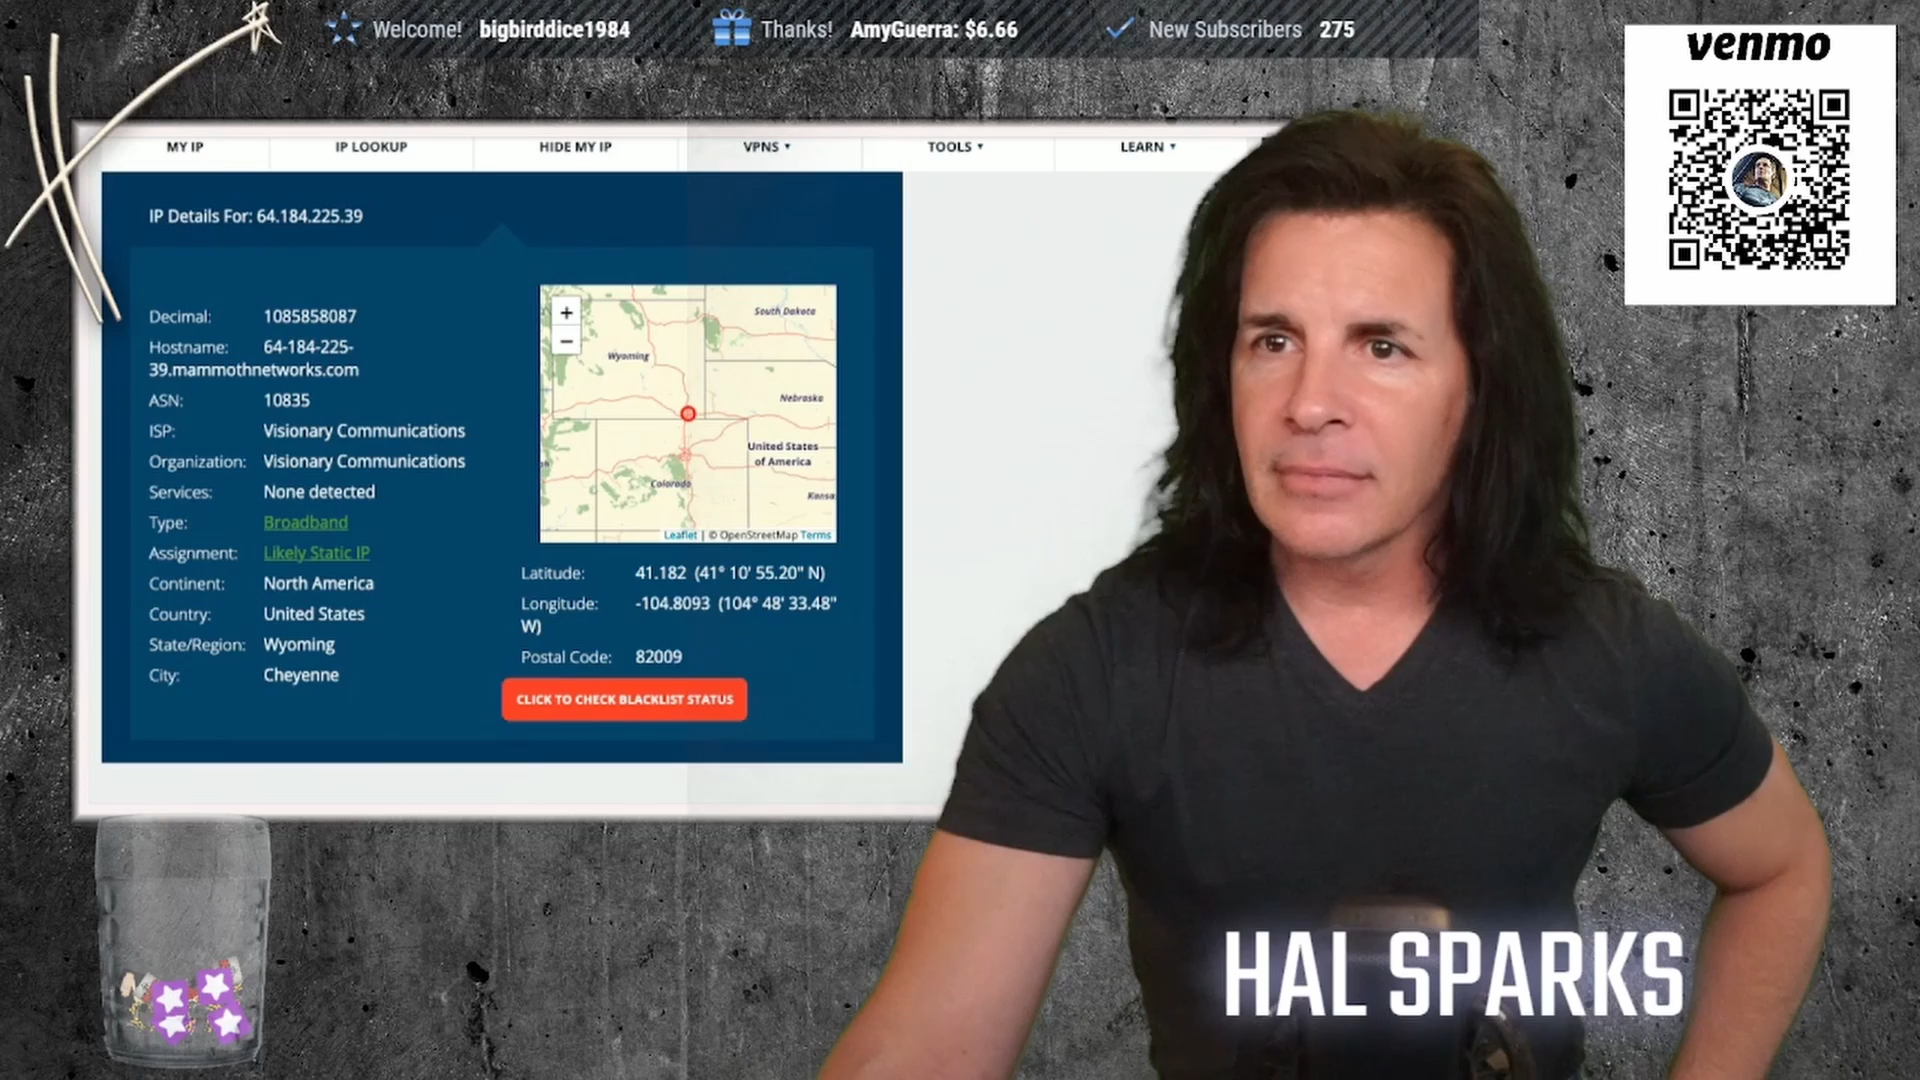 Welcome! bigbirddice1984 Thanks! AmyGuerra: $6.66 New Subscribers 275
venmo
MY IP IP LOOKUP HIDE MY IP VPNS ▾ TOOLS ▾ LEARN ▾
IP Details For: 64.184.225.39
Decimal: 1085858087
Hostname: 64-184-225-
39.mammothnetworks.com
ASN: 10835
ISP: Visionary Communications
Organization: Visionary Communications
Services: None detected
Type: Broadband
Assignment: Likely Static IP
Continent: North America
Country: United States
State/Region: Wyoming
City: Cheyenne
+
−
South Dakota
Wyoming
Nebraska
United States
of America
Colorado
Leaflet | © OpenStreetMap Terms
Latitude: 41.182 (41° 10' 55.20" N)
Longitude: -104.8093 (104° 48' 33.48"
W)
Postal Code: 82009
CLICK TO CHECK BLACKLIST STATUS
HAL SPARKS